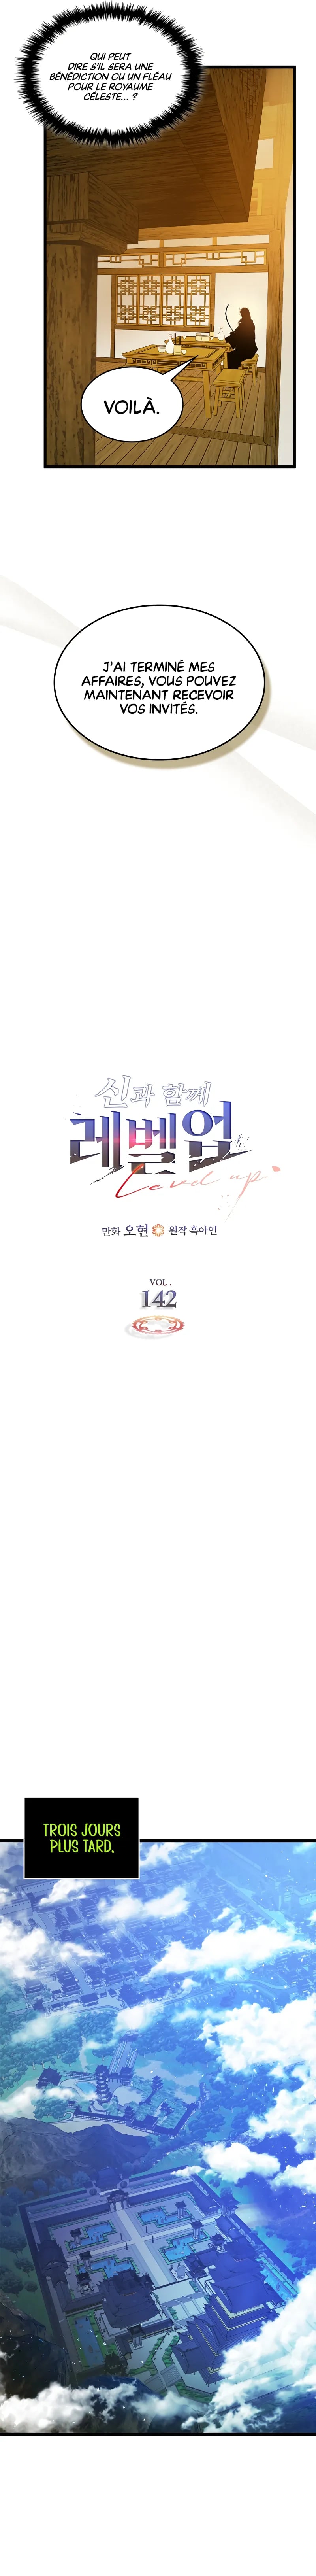 QUI PEUT
DIRE S'IL SERA UNE
BÉNÉDICTION OU UN FLÉAU
POUR LE ROYAUME
CÉLESTE... ?
VOILÀ.
J'AI TERMINÉ MES
AFFAIRES, VOUS POUVEZ
MAINTENANT RECEVOIR
VOS INVITÉS.
신과 함께
레벨업
Level up
만화 오현 원작 흑아인
VOL.
142
TROIS JOURS
PLUS TARD.